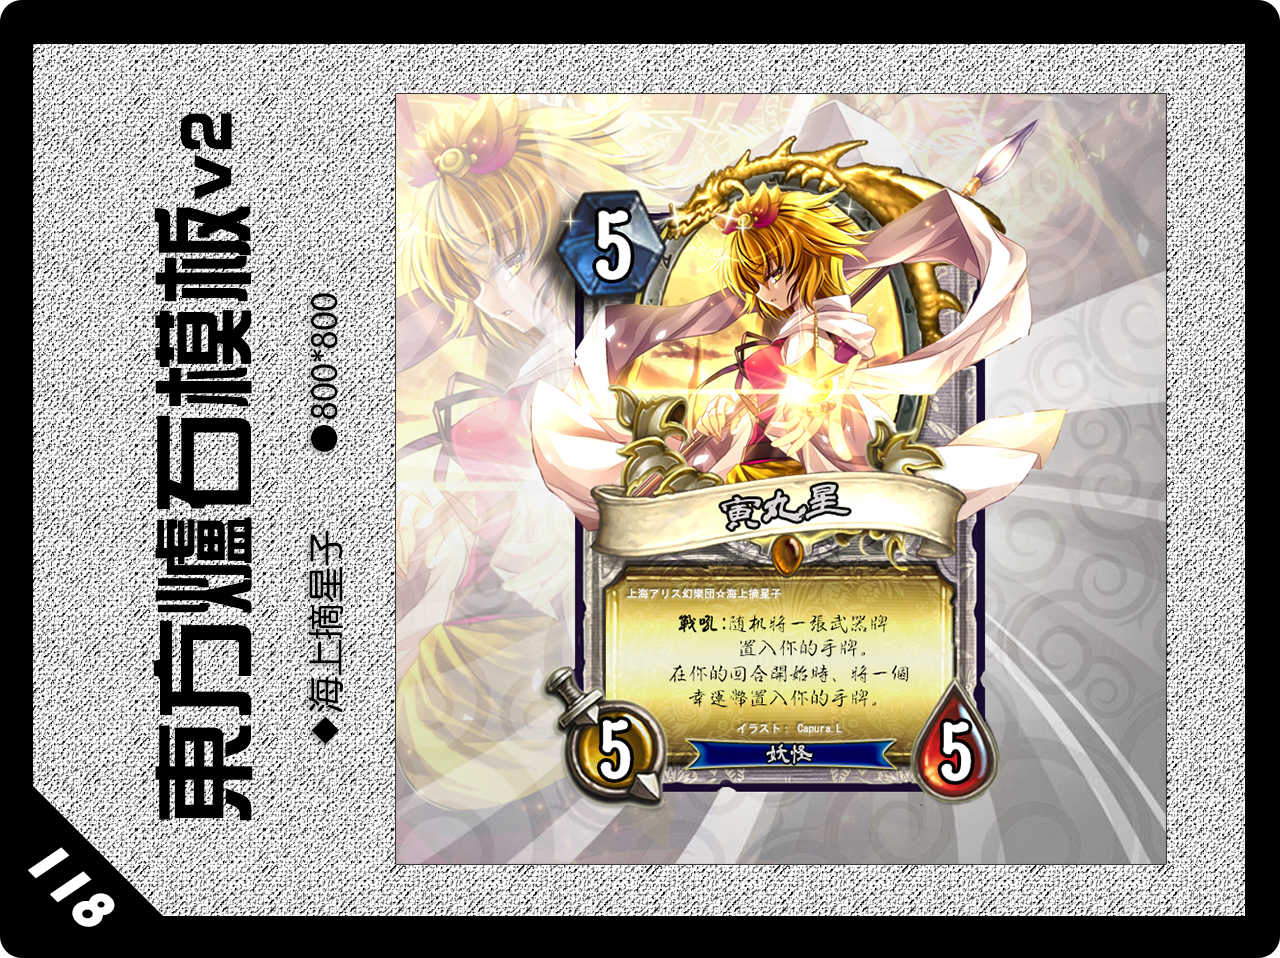 東方爐石模板v2
◆海上摘星子 ●800*800
118
5
寅丸星
上海アリス幻樂団☆海上摘星子
戰吼:随机將一張武器牌
置入你的手牌。
在你的回合開始時、將一個
幸運幣置入你的手牌。
イラスト： Capura.L
5
妖怪
5